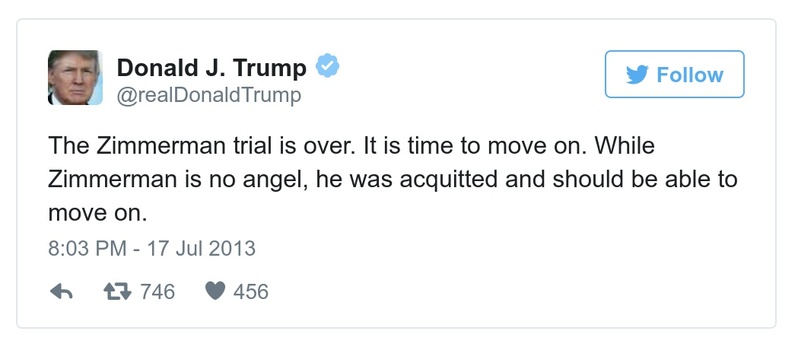 Donald J. Trump
@realDonaldTrump
Follow
The Zimmerman trial is over. It is time to move on. While
Zimmerman is no angel, he was acquitted and should be able to
move on.
8:03 PM - 17 Jul 2013
746 456